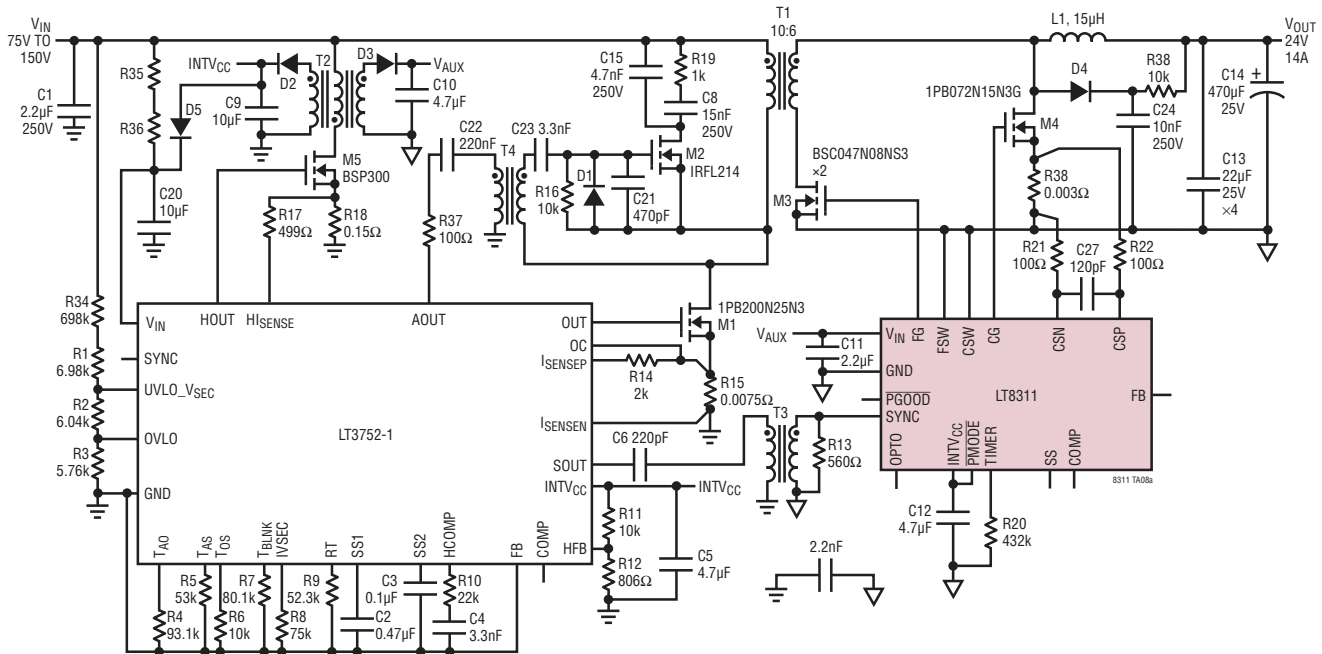 VIN
75V TO
150V
C1
2.2µF
250V
R35
R36
C20
10µF
D5
INTVCC
D2
C9
10µF
T2
D3
VAUX
C10
4.7µF
M5
BSP300
R17
499Ω
R18
0.15Ω
C22
220nF
R37
100Ω
T4
C23 3.3nF
R16
10k
D1
C21
470pF
C15
4.7nF
250V
R19
1k
C8
15nF
250V
M2
IRFL214
T1
10:6
BSC047N08NS3
×2
M3
L1, 15µH
1PB072N15N3G
M4
D4
R38
10k
C24
10nF
250V
R38
0.003Ω
R21
100Ω
C27
120pF
R22
100Ω
VOUT
24V
14A
+
C14
470µF
25V
C13
22µF
25V
×4
R34
698k
R1
6.98k
R2
6.04k
R3
5.76k
VIN
SYNC
UVLO_VSEC
OVLO
GND
HOUT
HISENSE
AOUT
LT3752-1
OUT
OC
ISENSEP
ISENSEN
SOUT
INTVCC
HFB
TAO
TAS
TOS
TBLNK
IVSEC
RT
SS1
SS2
HCOMP
FB
COMP
1PB200N25N3
M1
R14
2k
R15
0.0075Ω
C6 220pF
T3
R13
560Ω
INTVCC
R11
10k
R12
806Ω
C5
4.7µF
R4
93.1k
R5
53k
R6
10k
R7
80.1k
R8
75k
R9
52.3k
C2
0.47µF
C3
0.1µF
R10
22k
C4
3.3nF
VAUX
C11
2.2µF
VIN
GND
PGOOD
SYNC
FG
FSW
CSW
CG
CSN
CSP
LT8311
FB
OPTO
INTVCC
PMODE
TIMER
SS
COMP
8311 TA08a
C12
4.7µF
R20
432k
2.2nF